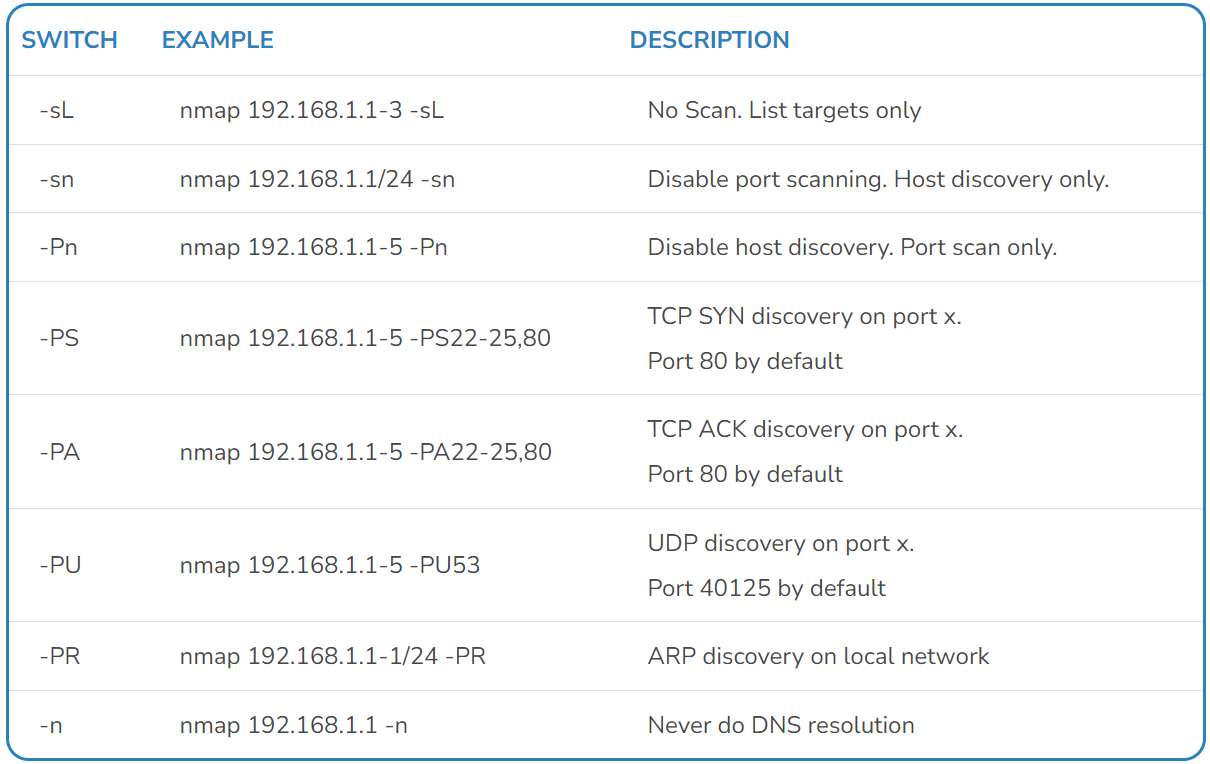 SWITCH EXAMPLE DESCRIPTION
-sL nmap 192.168.1.1-3 -sL No Scan. List targets only
-sn nmap 192.168.1.1/24 -sn Disable port scanning. Host discovery only.
-Pn nmap 192.168.1.1-5 -Pn Disable host discovery. Port scan only.
-PS nmap 192.168.1.1-5 -PS22-25,80 TCP SYN discovery on port x.
Port 80 by default
-PA nmap 192.168.1.1-5 -PA22-25,80 TCP ACK discovery on port x.
Port 80 by default
-PU nmap 192.168.1.1-5 -PU53 UDP discovery on port x.
Port 40125 by default
-PR nmap 192.168.1.1-1/24 -PR ARP discovery on local network
-n nmap 192.168.1.1 -n Never do DNS resolution